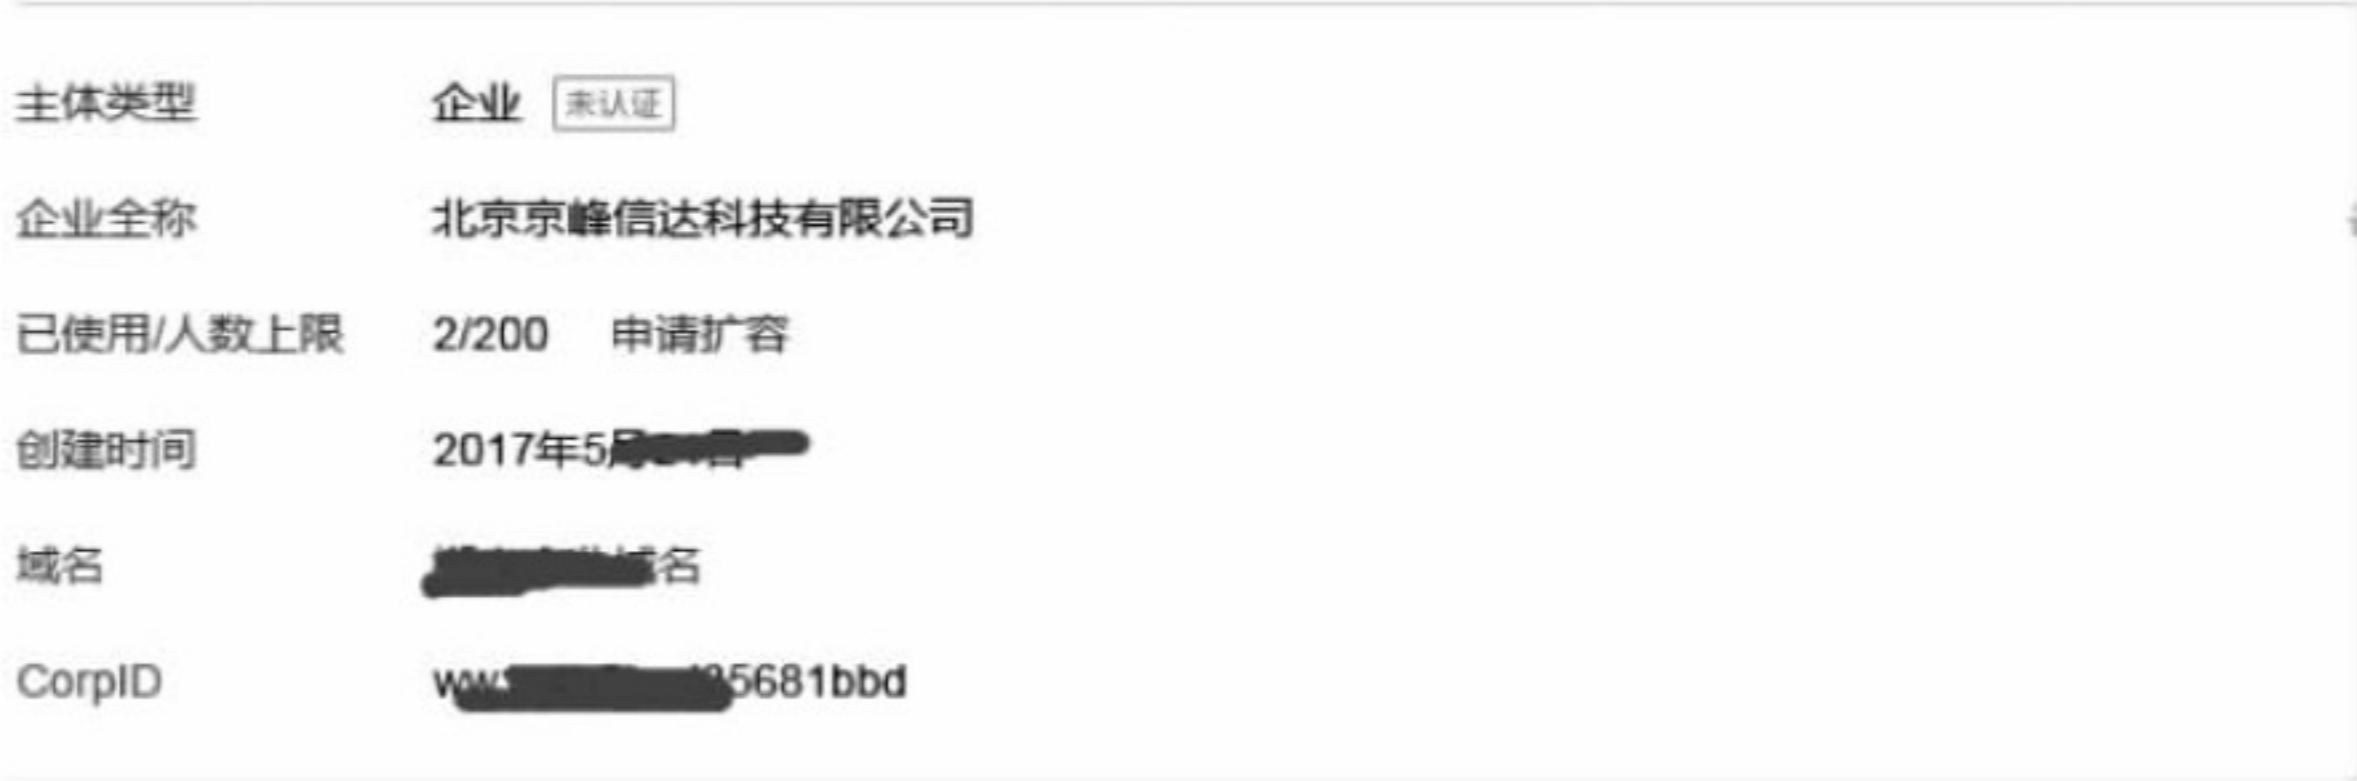 主体类型 企业 未认证
企业全称 北京京峰信达科技有限公司
已使用/人数上限 2/200 申请扩容
创建时间 2017年5
域名 名
CorpID ww 5681bbd